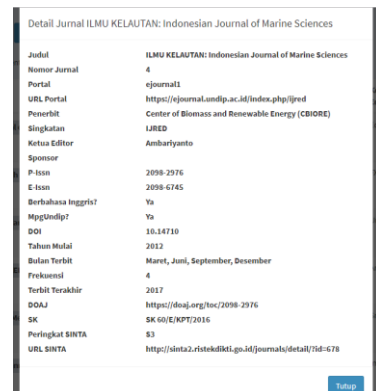 Detail Jurnal ILMU KELAUTAN: Indonesian Journal of Marine Sciences
Judul ILMU KELAUTAN: Indonesian Journal of Marine Sciences
Nomor Jurnal 4
Portal ejournal1
URL Portal https://ejournal.undip.ac.id/index.php/ijred
Penerbit Center of Biomass and Renewable Energy (CBIORE)
Singkatan IJRED
Ketua Editor Ambariyanto
Sponsor
P-Issn 2098-2976
E-Issn 2098-6745
Berbahasa Inggris? Ya
MpgUndip? Ya
DOI 10.14710
Tahun Mulai 2012
Bulan Terbit Maret, Juni, September, Desember
Frekuensi 4
Terbit Terakhir 2017
DOAJ https://doaj.org/toc/2098-2976
SK SK 60/E/KPT/2016
Peringkat SINTA S3
URL SINTA http://sinta2.ristekdikti.go.id/journals/detail/?id=678
Tutup